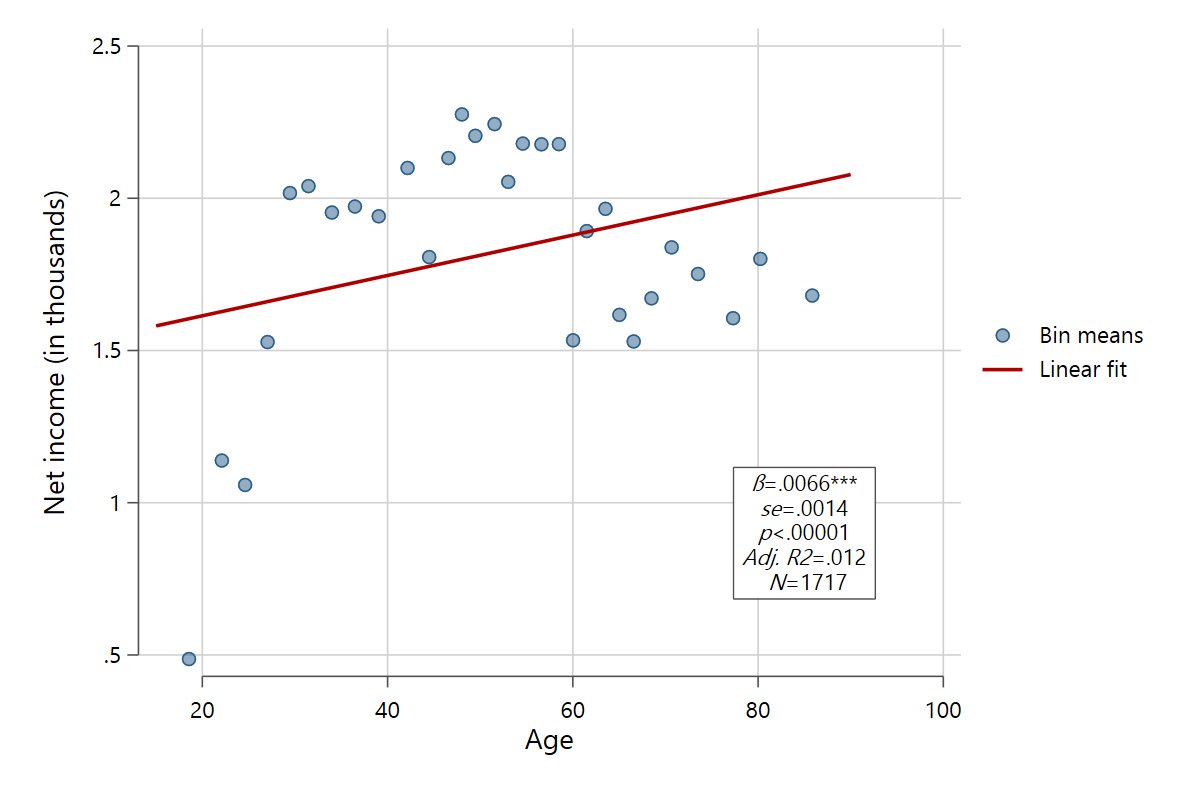 2.5
2
1.5
1
.5
Net income (in thousands)
20 40 60 80 100
Age
Bin means
Linear fit
ß=.0066***
se=.0014
p<.00001
Adj. R2=.012
N=1717